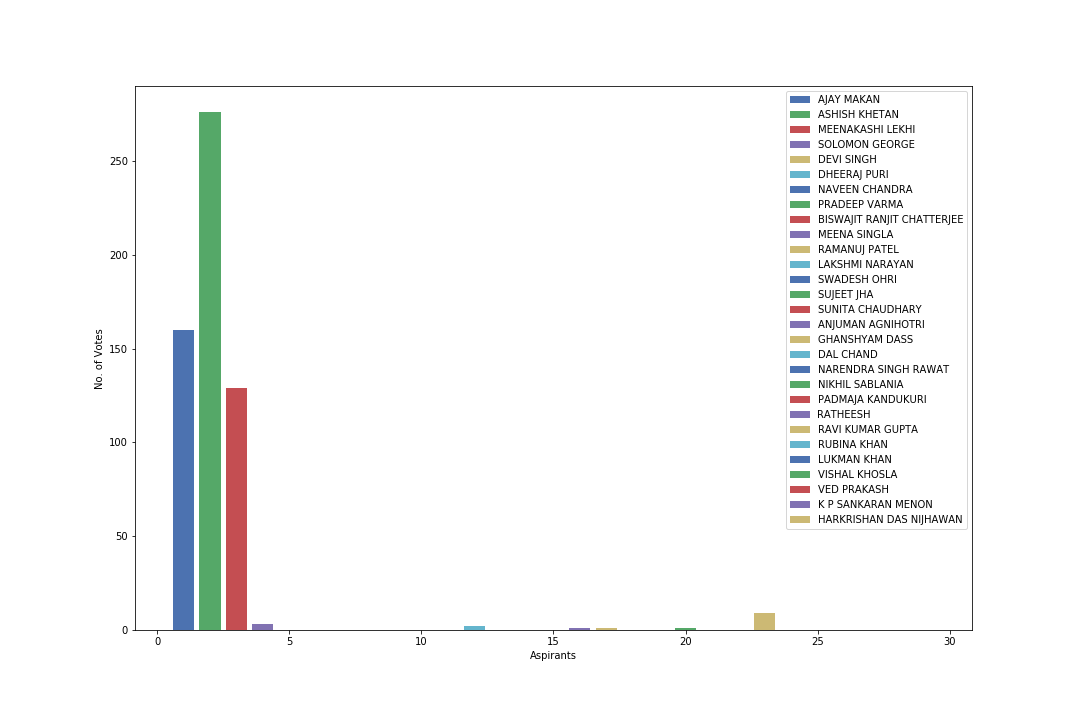 AJAY MAKAN
ASHISH KHETAN
MEENAKASHI LEKHI
SOLOMON GEORGE
DEVI SINGH
DHEERAJ PURI
NAVEEN CHANDRA
PRADEEP VARMA
BISWAJIT RANJIT CHATTERJEE
MEENA SINGLA
RAMANUJ PATEL
LAKSHMI NARAYAN
SWADESH OHRI
SUJEET JHA
SUNITA CHAUDHARY
ANJUMAN AGNIHOTRI
GHANSHYAM DASS
DAL CHAND
NARENDRA SINGH RAWAT
NIKHIL SABLANIA
PADMAJA KANDUKURI
RATHEESH
RAVI KUMAR GUPTA
RUBINA KHAN
LUKMAN KHAN
VISHAL KHOSLA
VED PRAKASH
K P SANKARAN MENON
HARKRISHAN DAS NIJHAWAN
250
200
150
100
50
0
No. of Votes
0 5 10 15 20 25 30
Aspirants